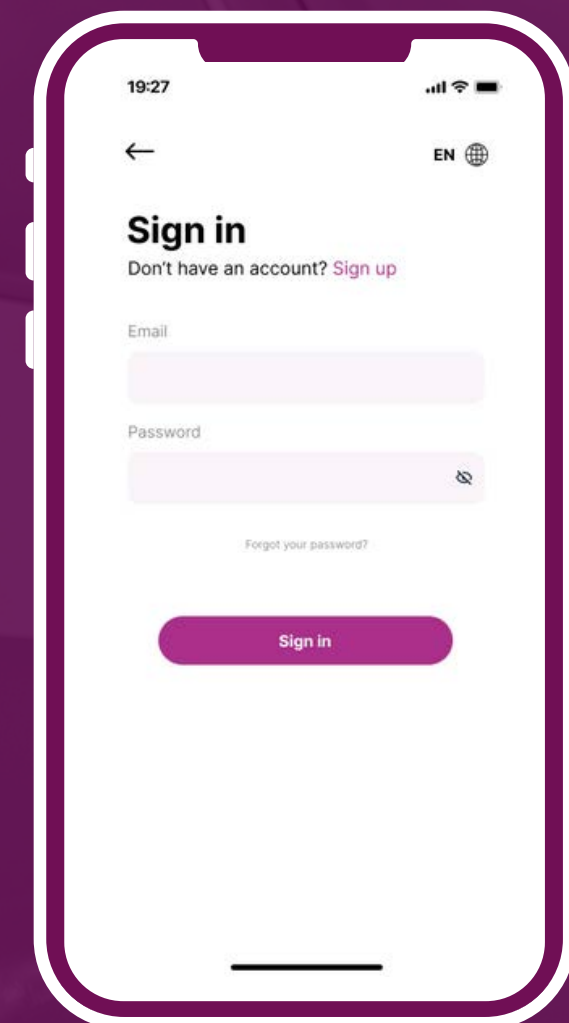 19:27
EN
Sign in
Don't have an account? Sign up
Email
Password
Forgot your password?
Sign in